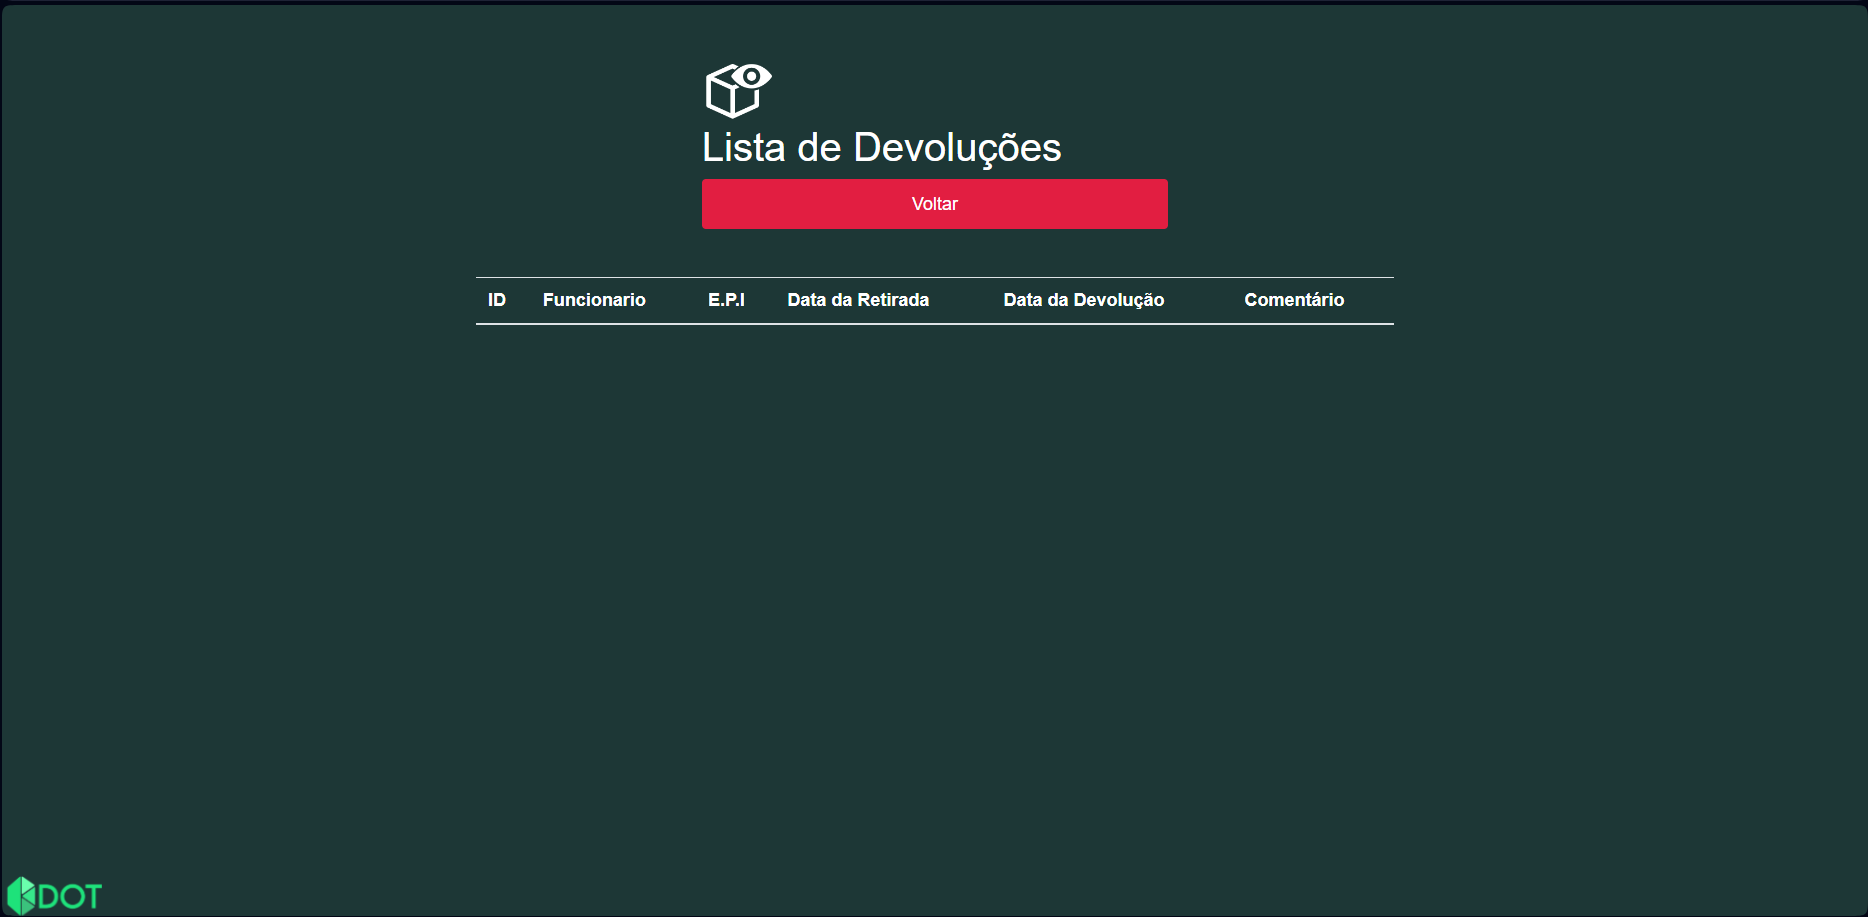 Lista de Devoluções
Voltar
ID Funcionario E.P.I Data da Retirada Data da Devolução Comentário
DOT